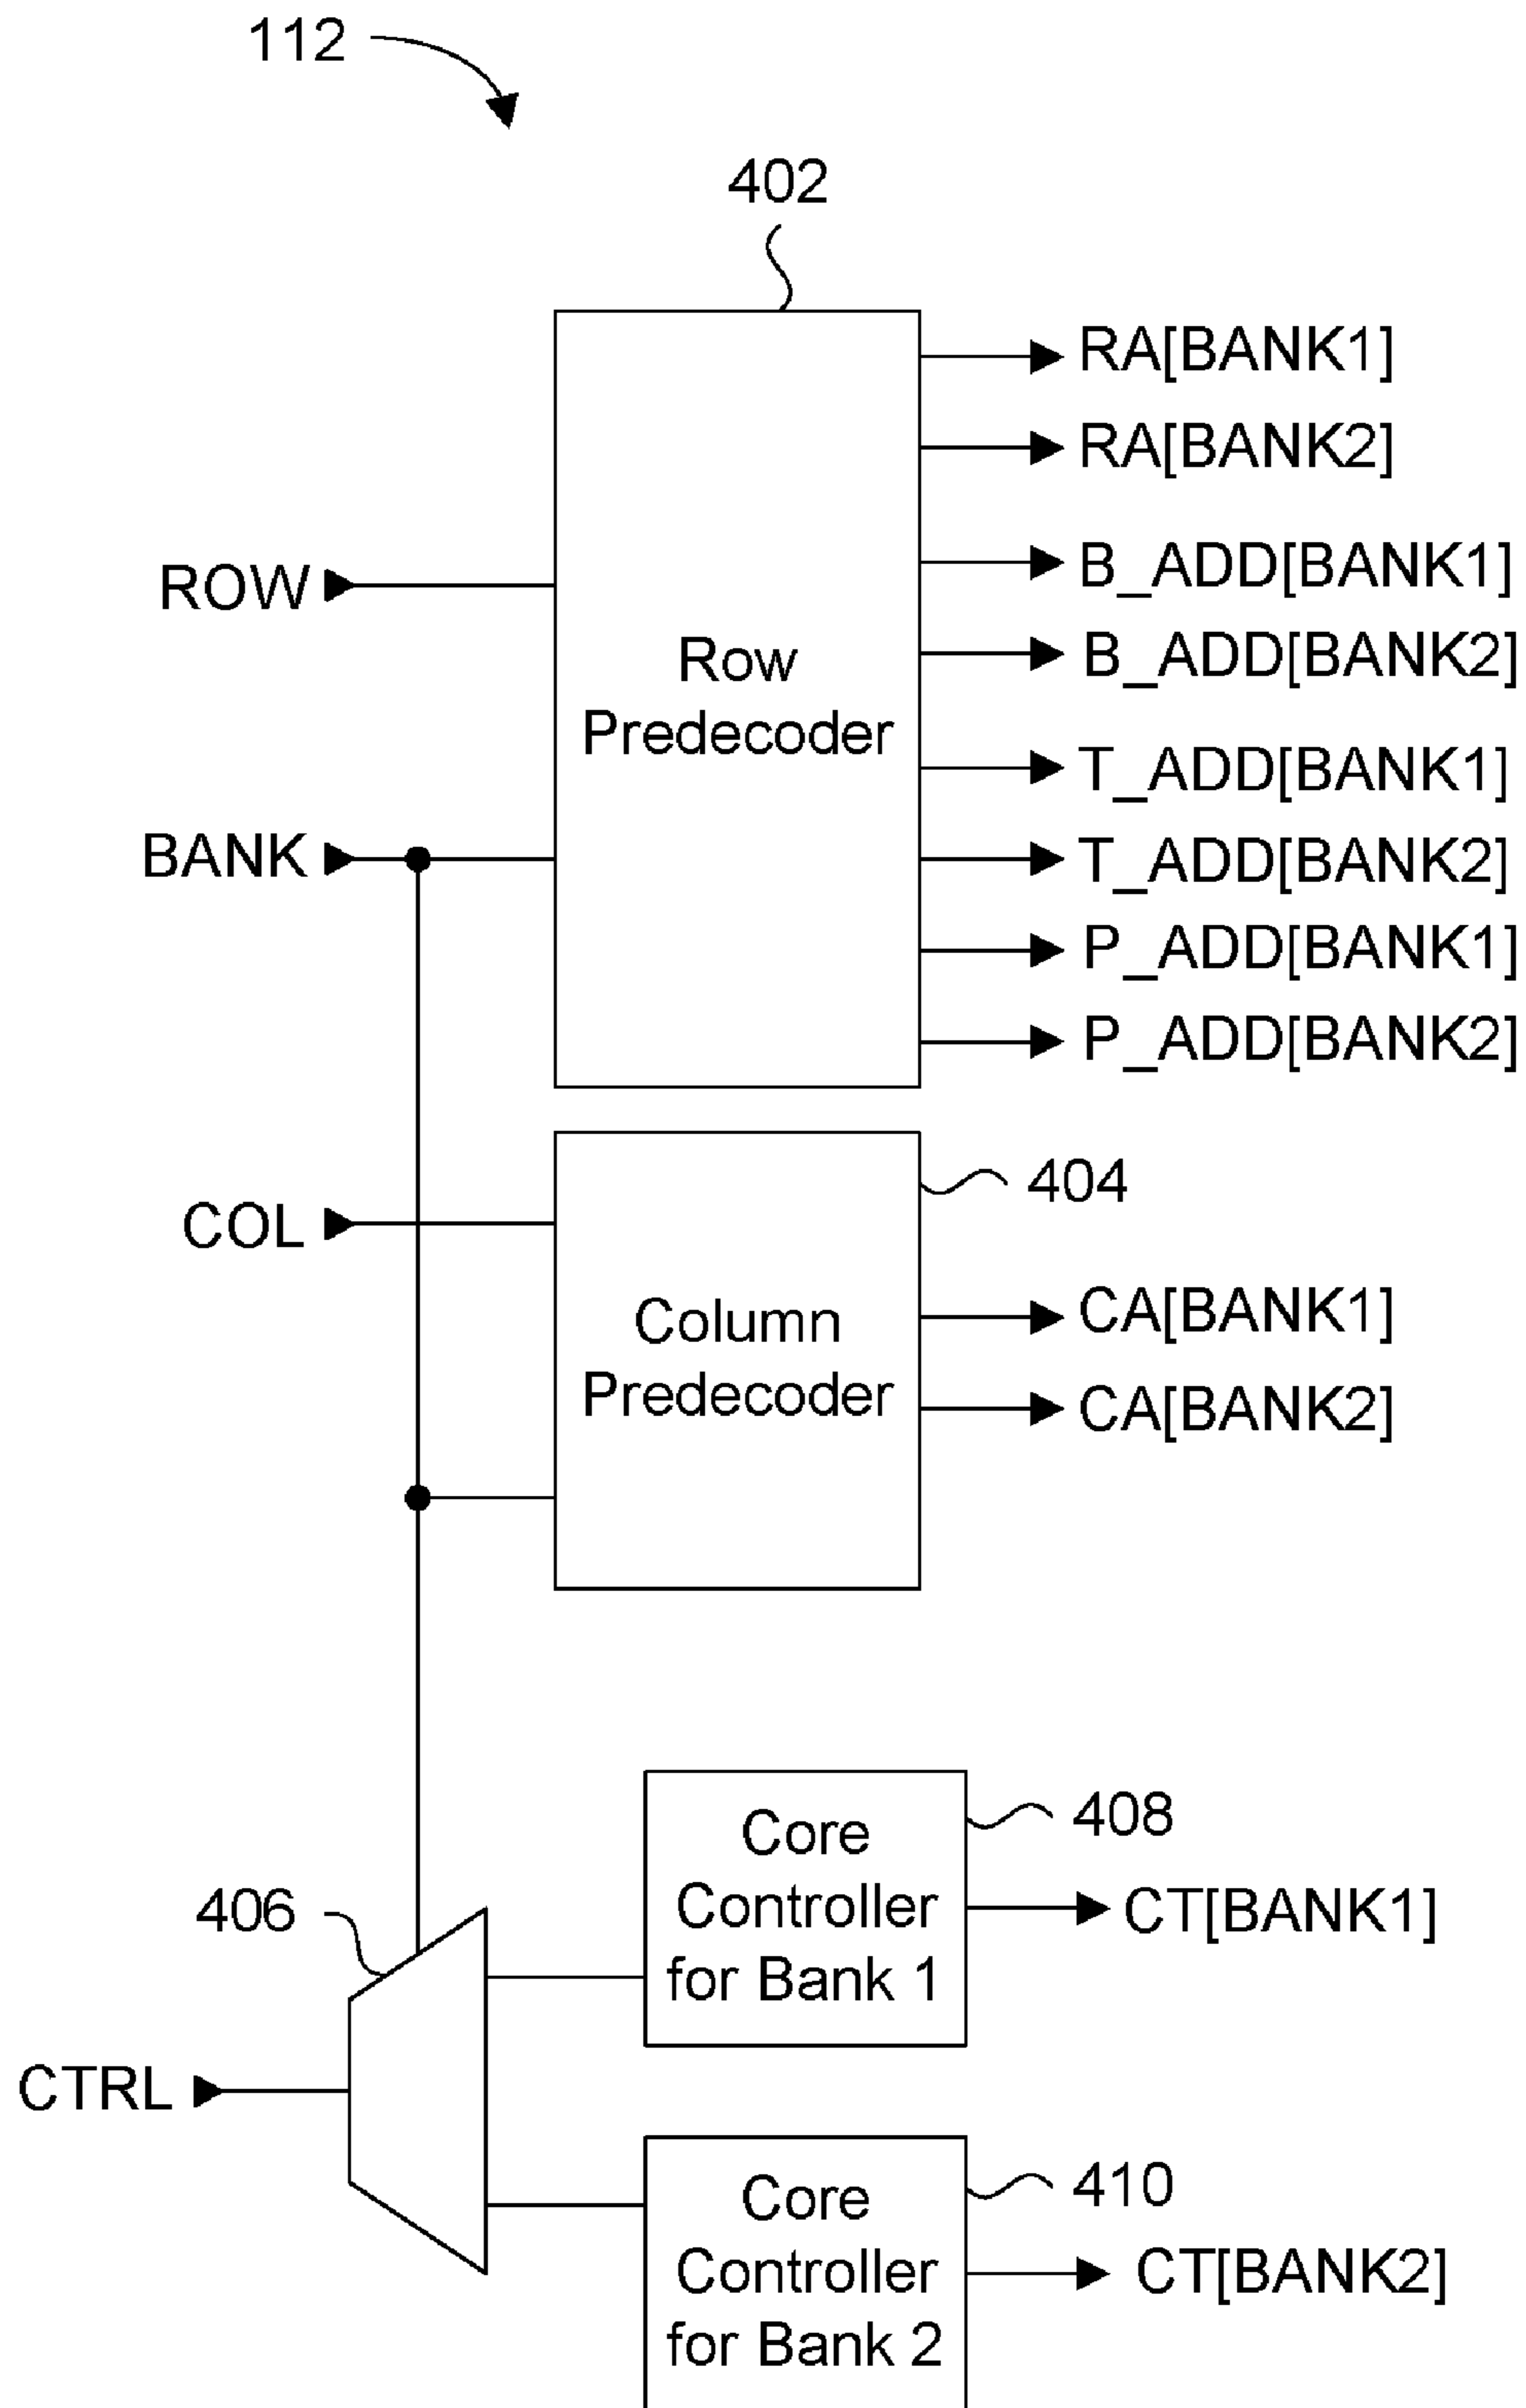 112
402
RA[BANK1]
RA[BANK2]
B_ADD[BANK1]
ROW
B_ADD[BANK2]
Row
Predecoder
T_ADD[BANK1]
BANK
T_ADD[BANK2]
P_ADD[BANK1]
P_ADD[BANK2]
404
COL
CA[BANK1]
Column
Predecoder
CA[BANK2]
408
Core
Controller
for Bank 1
406
CT[BANK1]
CTRL
410
Core
Controller
for Bank 2
CT[BANK2]